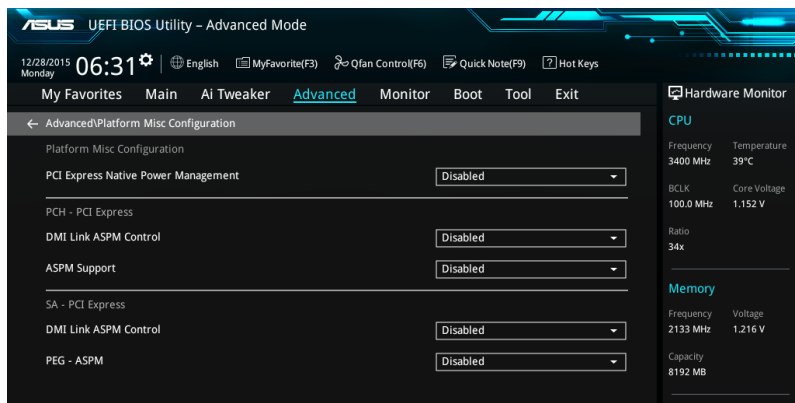 ASUS UEFI BIOS Utility – Advanced Mode
12/28/2015 Monday 06:31 English MyFavorite(F3) Qfan Control(F6) Quick Note(F9) ? Hot Keys
My Favorites Main Ai Tweaker Advanced Monitor Boot Tool Exit
← Advanced\Platform Misc Configuration
Platform Misc Configuration
PCI Express Native Power Management Disabled
PCH - PCI Express
DMI Link ASPM Control Disabled
ASPM Support Disabled
SA - PCI Express
DMI Link ASPM Control Disabled
PEG - ASPM Disabled
Hardware Monitor
CPU
Frequency Temperature
3400 MHz 39°C
BCLK Core Voltage
100.0 MHz 1.152 V
Ratio
34x
Memory
Frequency Voltage
2133 MHz 1.216 V
Capacity
8192 MB